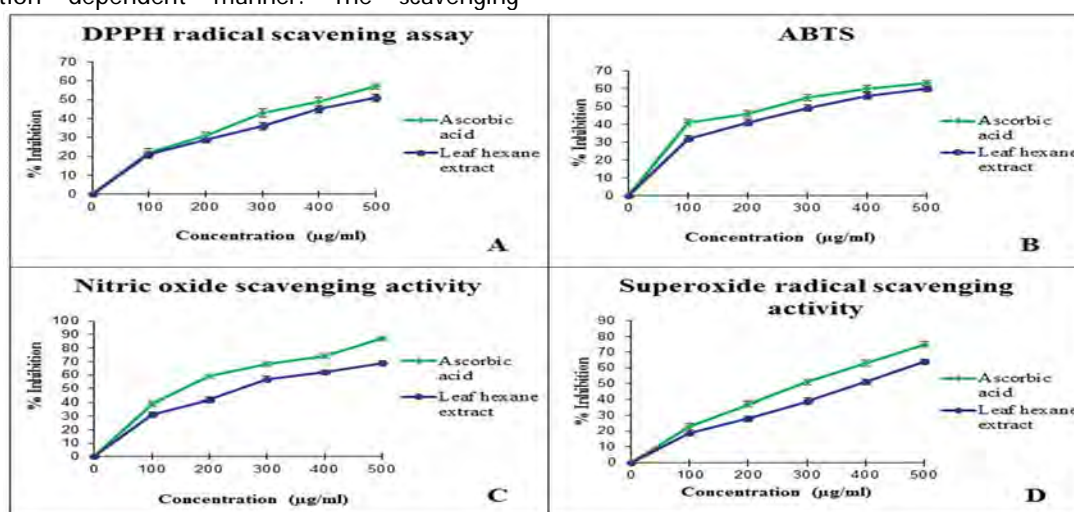 tion dependent manner. The scavenging
DPPH radical scavening assay
70
60
50
40
30
20
10
0
% Inhibition
0 100 200 300 400 500
Concentration (µg/ml)
Ascorbic
acid
Leaf hexane
extract
A
ABTS
70
60
50
40
30
20
10
0
% Inhibition
0 100 200 300 400 500
Concentration (µg/ml)
Ascorbic
acid
Leaf hexane
extract
B
Nitric oxide scavenging activity
100
90
80
70
60
50
40
30
20
10
0
% Inhibition
0 100 200 300 400 500
Concentration (µg/ml)
Ascorbic
acid
Leaf hexane
extract
C
Superoxide radical scavenging
activity
90
80
70
60
50
40
30
20
10
0
% Inhibition
0 100 200 300 400 500
Concentration (µg/ml)
Ascorbic
acid
Leaf hexane
extract
D